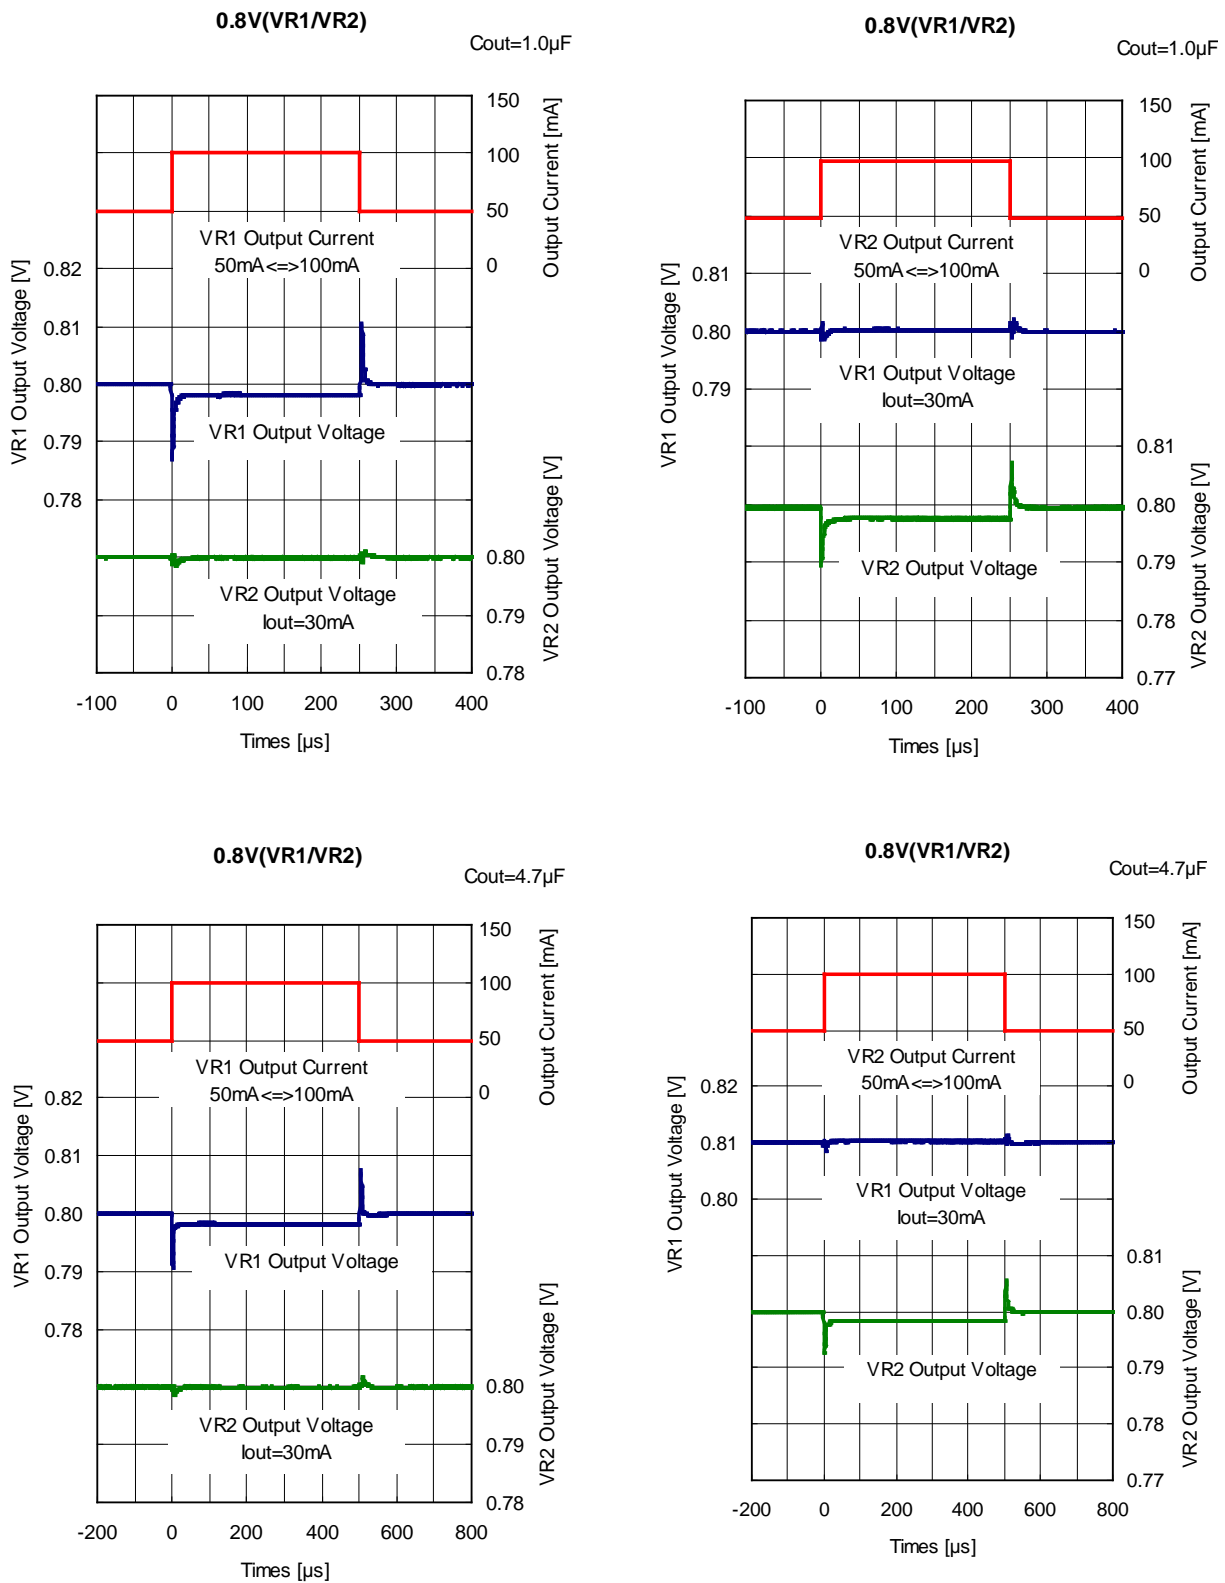 0.8V(VR1/VR2)
Cout=1.0µF
150
100
50
0
Output Current [mA]
VR1 Output Current
50mA<=>100mA
0.82
0.81
0.80
0.79
0.78
VR1 Output Voltage [V]
VR1 Output Voltage
0.80
0.79
0.78
VR2 Output Voltage [V]
VR2 Output Voltage
Iout=30mA
-100 0 100 200 300 400
Times [µs]
0.8V(VR1/VR2)
Cout=1.0µF
150
100
50
0
Output Current [mA]
VR2 Output Current
50mA<=>100mA
0.81
0.80
0.79
VR1 Output Voltage [V]
VR1 Output Voltage
Iout=30mA
0.81
0.80
0.79
0.78
0.77
VR2 Output Voltage [V]
VR2 Output Voltage
-100 0 100 200 300 400
Times [µs]
0.8V(VR1/VR2)
Cout=4.7µF
150
100
50
0
Output Current [mA]
VR1 Output Current
50mA<=>100mA
0.82
0.81
0.80
0.79
0.78
VR1 Output Voltage [V]
VR1 Output Voltage
0.80
0.79
0.78
VR2 Output Voltage [V]
VR2 Output Voltage
Iout=30mA
-200 0 200 400 600 800
Times [µs]
0.8V(VR1/VR2)
Cout=4.7µF
150
100
50
0
Output Current [mA]
VR2 Output Current
50mA<=>100mA
0.82
0.81
0.80
VR1 Output Voltage [V]
VR1 Output Voltage
Iout=30mA
0.81
0.80
0.79
0.78
0.77
VR2 Output Voltage [V]
VR2 Output Voltage
-200 0 200 400 600 800
Times [µs]